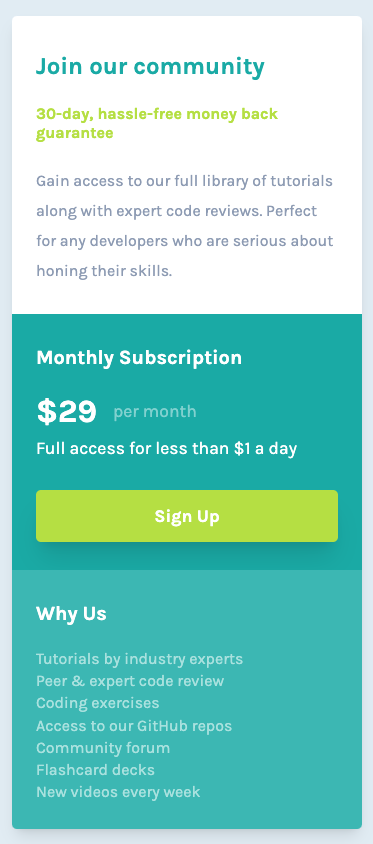 Join our community
30-day, hassle-free money back
guarantee
Gain access to our full library of tutorials
along with expert code reviews. Perfect
for any developers who are serious about
honing their skills.
Monthly Subscription
$29 per month
Full access for less than $1 a day
Sign Up
Why Us
Tutorials by industry experts
Peer & expert code review
Coding exercises
Access to our GitHub repos
Community forum
Flashcard decks
New videos every week